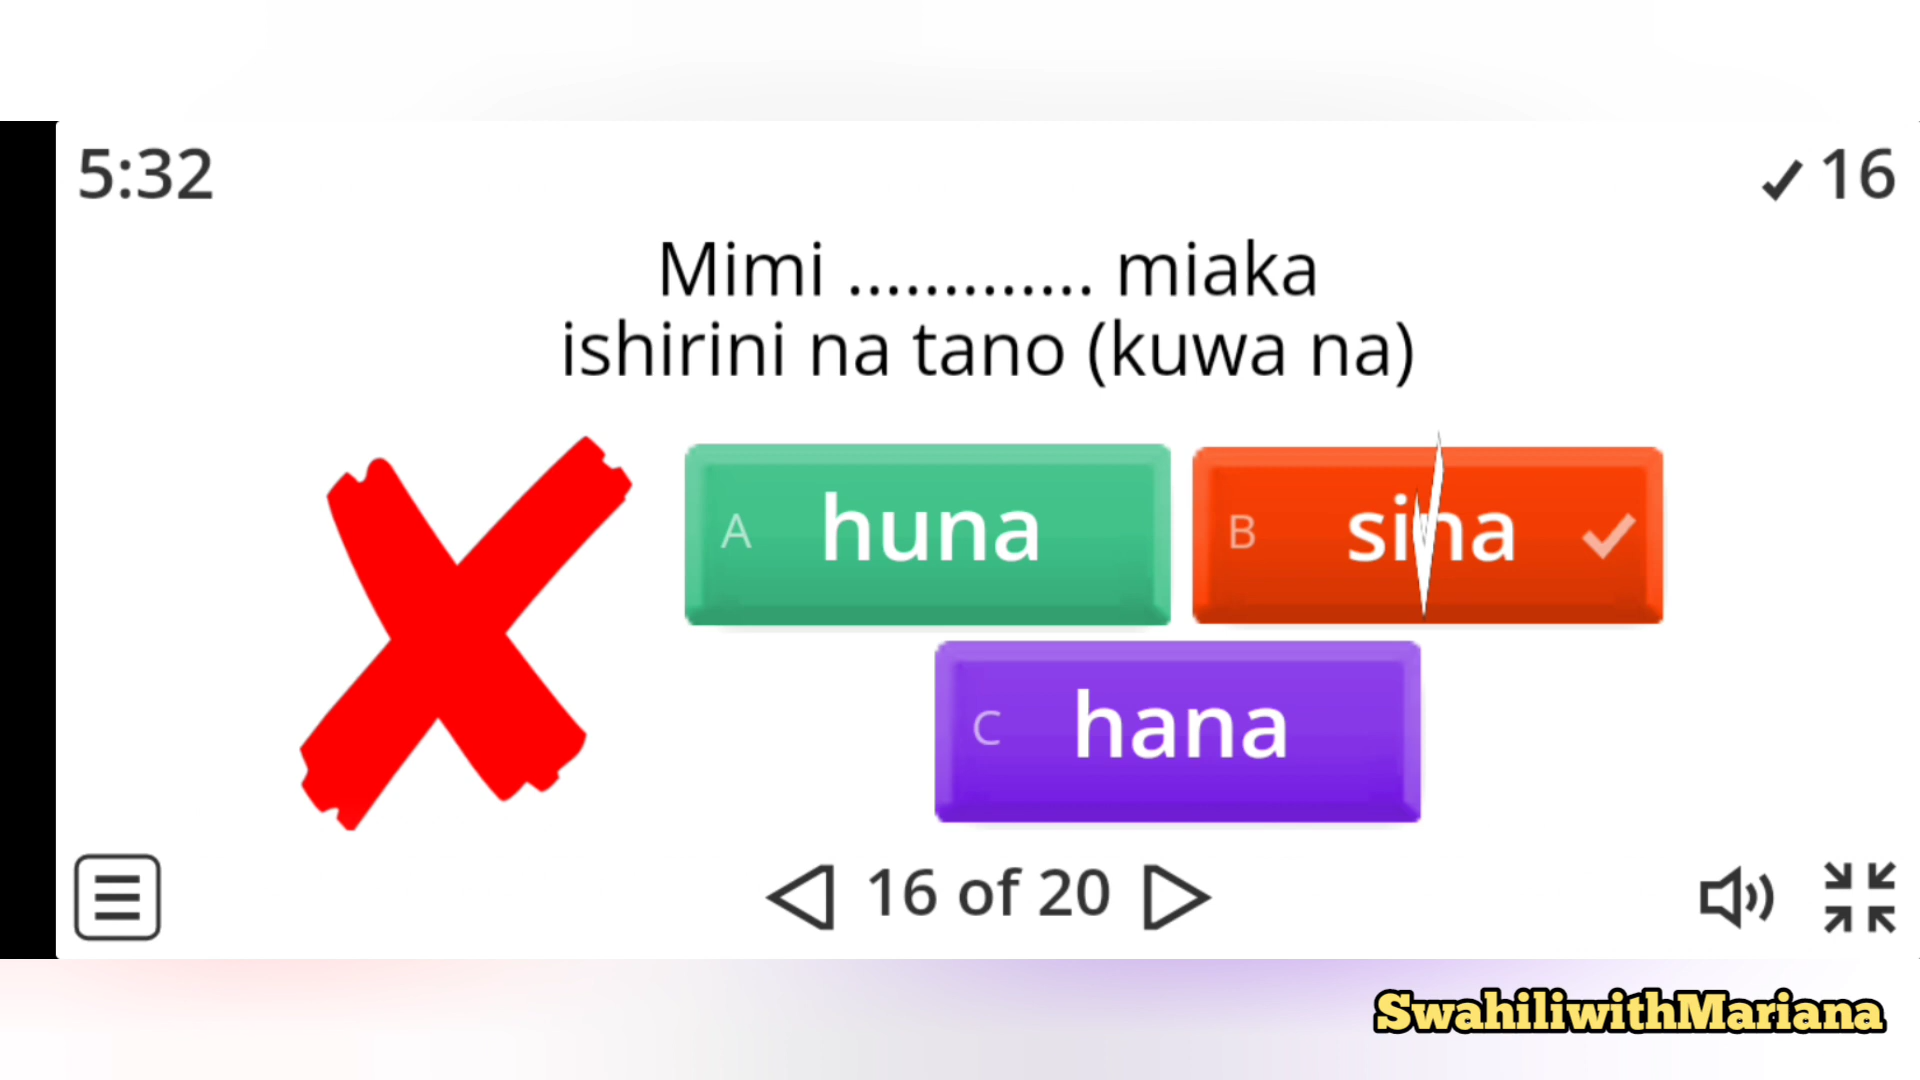 5:32
16
Mimi ............. miaka
ishirini na tano (kuwa na)
A huna
B sina
C hana
16 of 20
SwahiliwithMariana